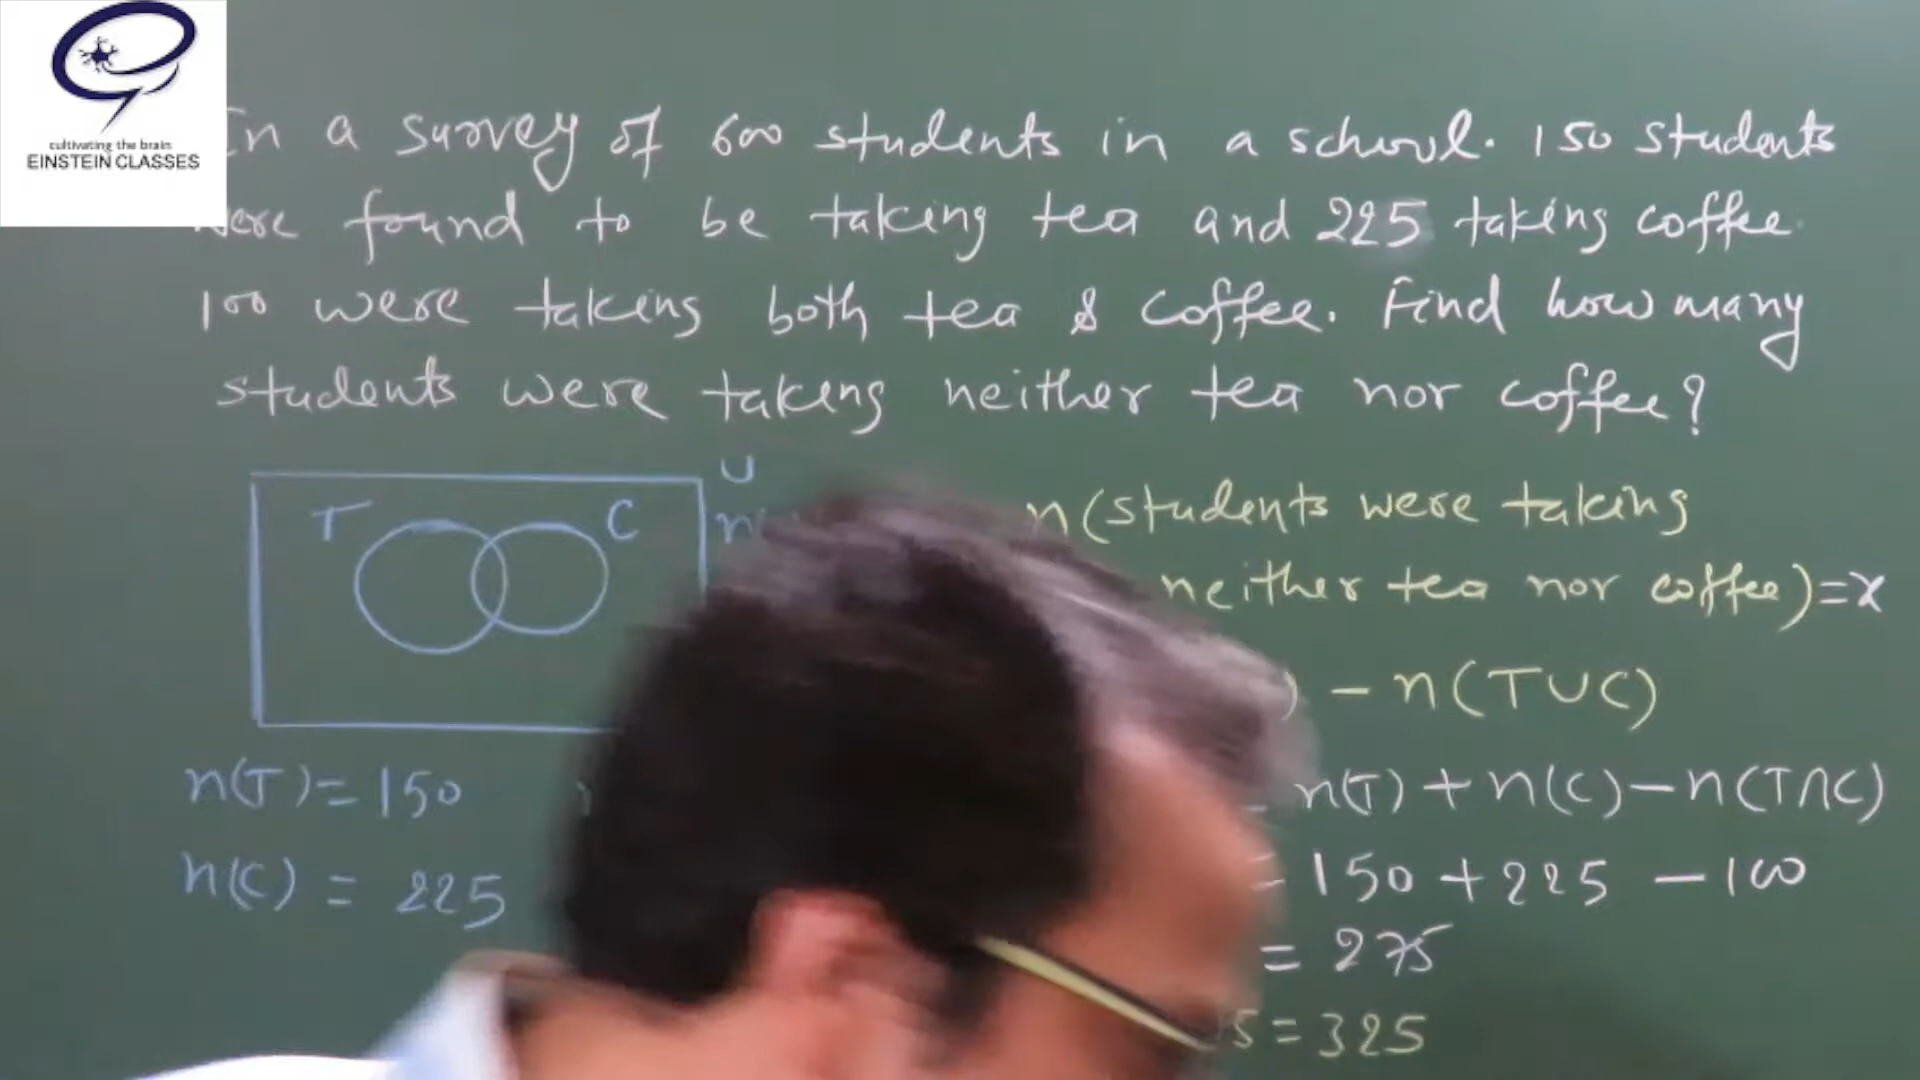 cultivating the brain
EINSTEIN CLASSES
In a survey of 600 students in a school. 150 students
were found to be taking tea and 225 taking coffee.
100 were taking both tea & coffee. Find how many
students were taking neither tea nor coffee?
U
T C
n(students were taking
neither tea nor coffee) = x
) - n(T∪C)
n(T) = 150
= n(T) + n(C) - n(T∩C)
n(C) = 225
= 150 + 225 - 100
= 275
5 = 325